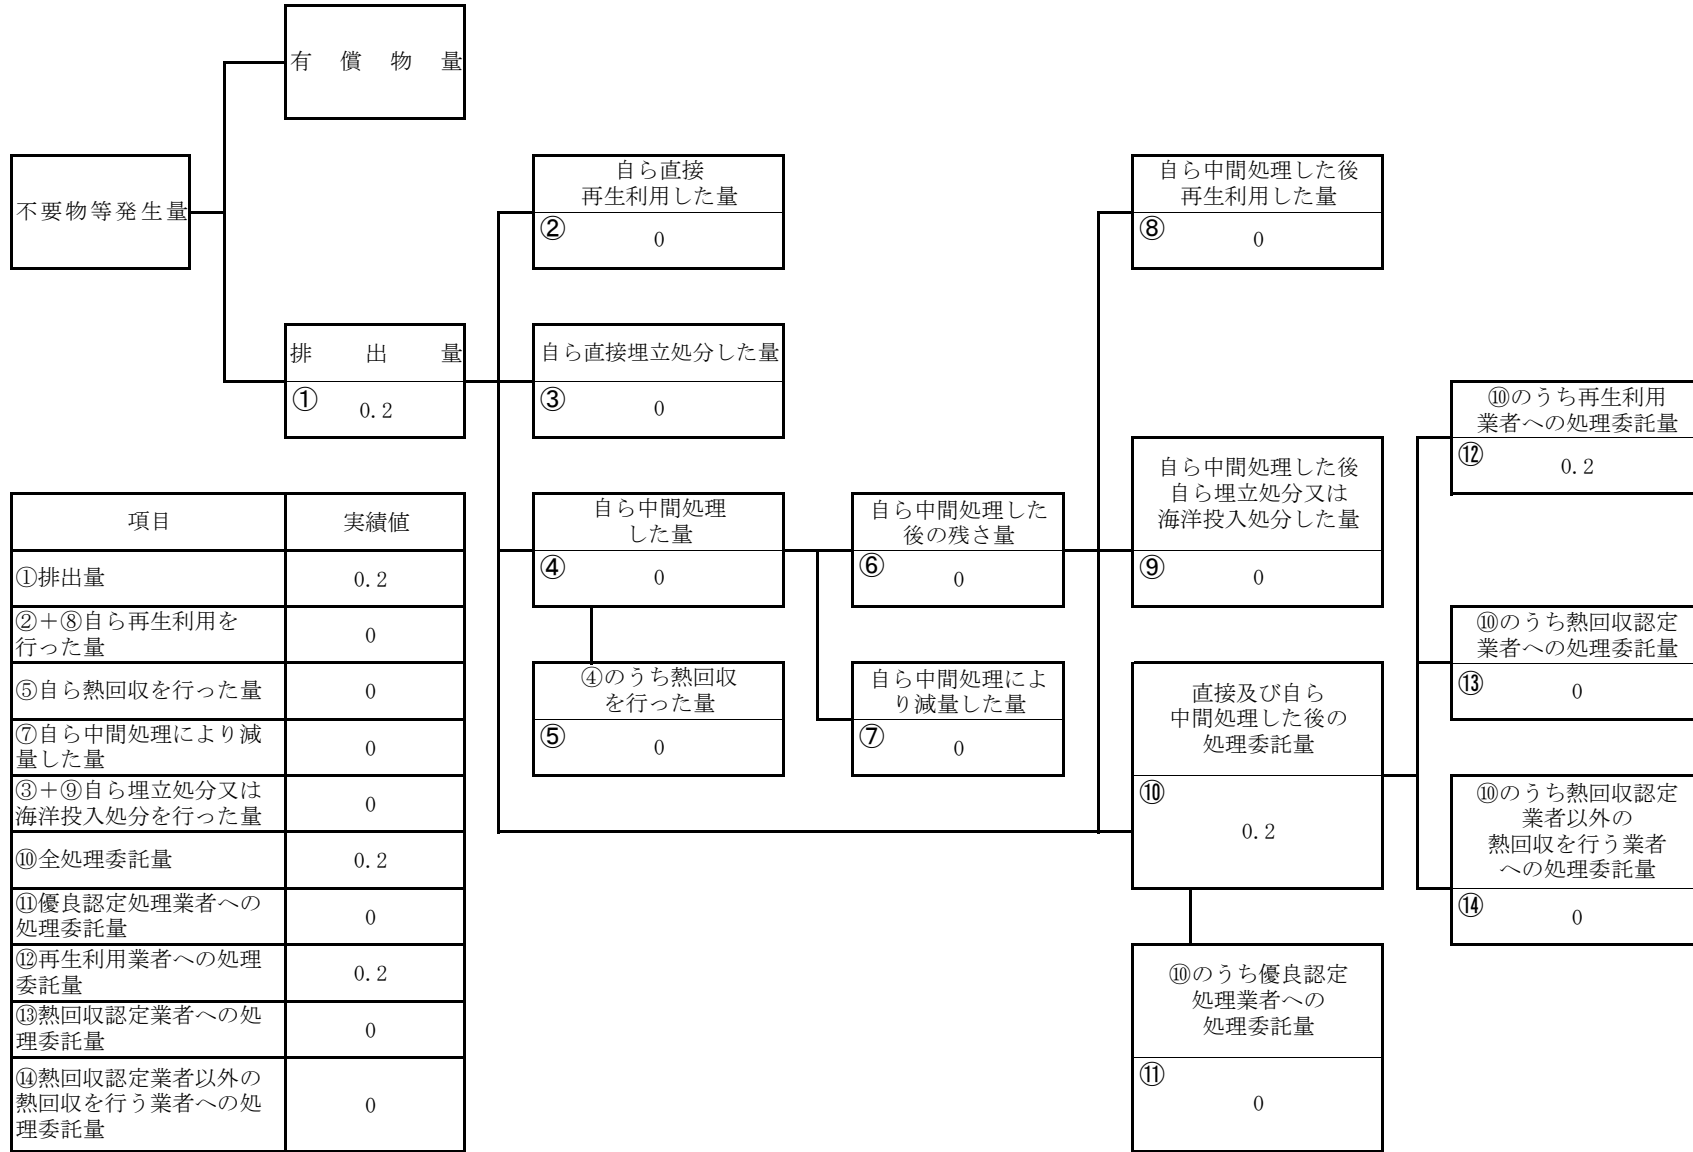 有償物量
不要物等発生量
自ら直接
再生利用した量
② 0
自ら中間処理した後
再生利用した量
⑧ 0
排出量
① 0.2
自ら直接埋立処分した量
③ 0
⑩のうち再生利用
業者への処理委託量
⑫ 0.2
自ら中間処理
した量
④ 0
自ら中間処理した
後の残さ量
⑥ 0
自ら中間処理した後
自ら埋立処分又は
海洋投入処分した量
⑨ 0
⑩のうち熱回収認定
業者への処理委託量
⑬ 0
④のうち熱回収
を行った量
⑤ 0
自ら中間処理によ
り減量した量
⑦ 0
直接及び自ら
中間処理した後の
処理委託量
⑩
0.2
⑩のうち熱回収認定
業者以外の
熱回収を行う業者
への処理委託量
⑭ 0
⑩のうち優良認定
処理業者への
処理委託量
⑪
0
項目 実績値
①排出量 0.2
②+⑧自ら再生利用を
行った量 0
⑤自ら熱回収を行った量 0
⑦自ら中間処理により減
量した量 0
③+⑨自ら埋立処分又は
海洋投入処分を行った量 0
⑩全処理委託量 0.2
⑪優良認定処理業者への
処理委託量 0
⑫再生利用業者への処理
委託量 0.2
⑬熱回収認定業者への処
理委託量 0
⑭熱回収認定業者以外の
熱回収を行う業者への処
理委託量 0